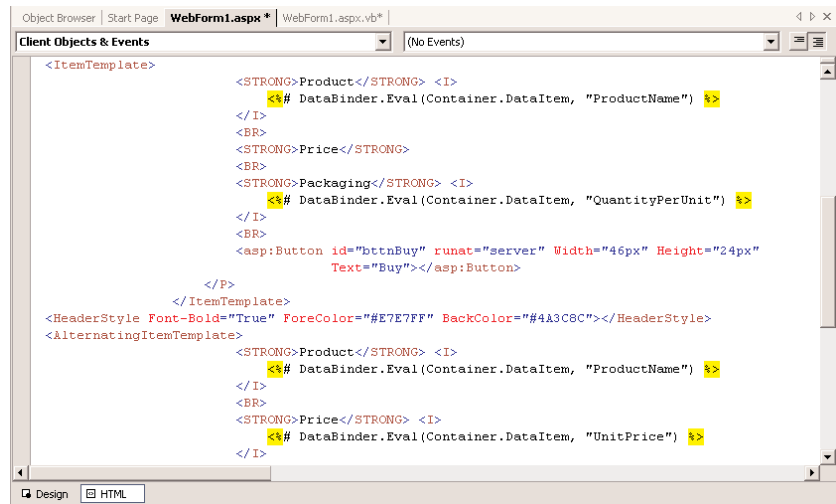 Object Browser | Start Page | WebForm1.aspx * | WebForm1.aspx.vb*
Client Objects & Events (No Events)
<ItemTemplate>
<STRONG>Product</STRONG> <I>
<%# DataBinder.Eval(Container.DataItem, "ProductName") %>
</I>
<BR>
<STRONG>Price</STRONG>
<BR>
<STRONG>Packaging</STRONG> <I>
<%# DataBinder.Eval(Container.DataItem, "QuantityPerUnit") %>
</I>
<BR>
<asp:Button id="bttnBuy" runat="server" Width="46px" Height="24px"
Text="Buy"></asp:Button>
</P>
</ItemTemplate>
<HeaderStyle Font-Bold="True" ForeColor="#E7E7FF" BackColor="#4A3C8C"></HeaderStyle>
<AlternatingItemTemplate>
<STRONG>Product</STRONG> <I>
<%# DataBinder.Eval(Container.DataItem, "ProductName") %>
</I>
<BR>
<STRONG>Price</STRONG> <I>
<%# DataBinder.Eval(Container.DataItem, "UnitPrice") %>
</I>
Design HTML